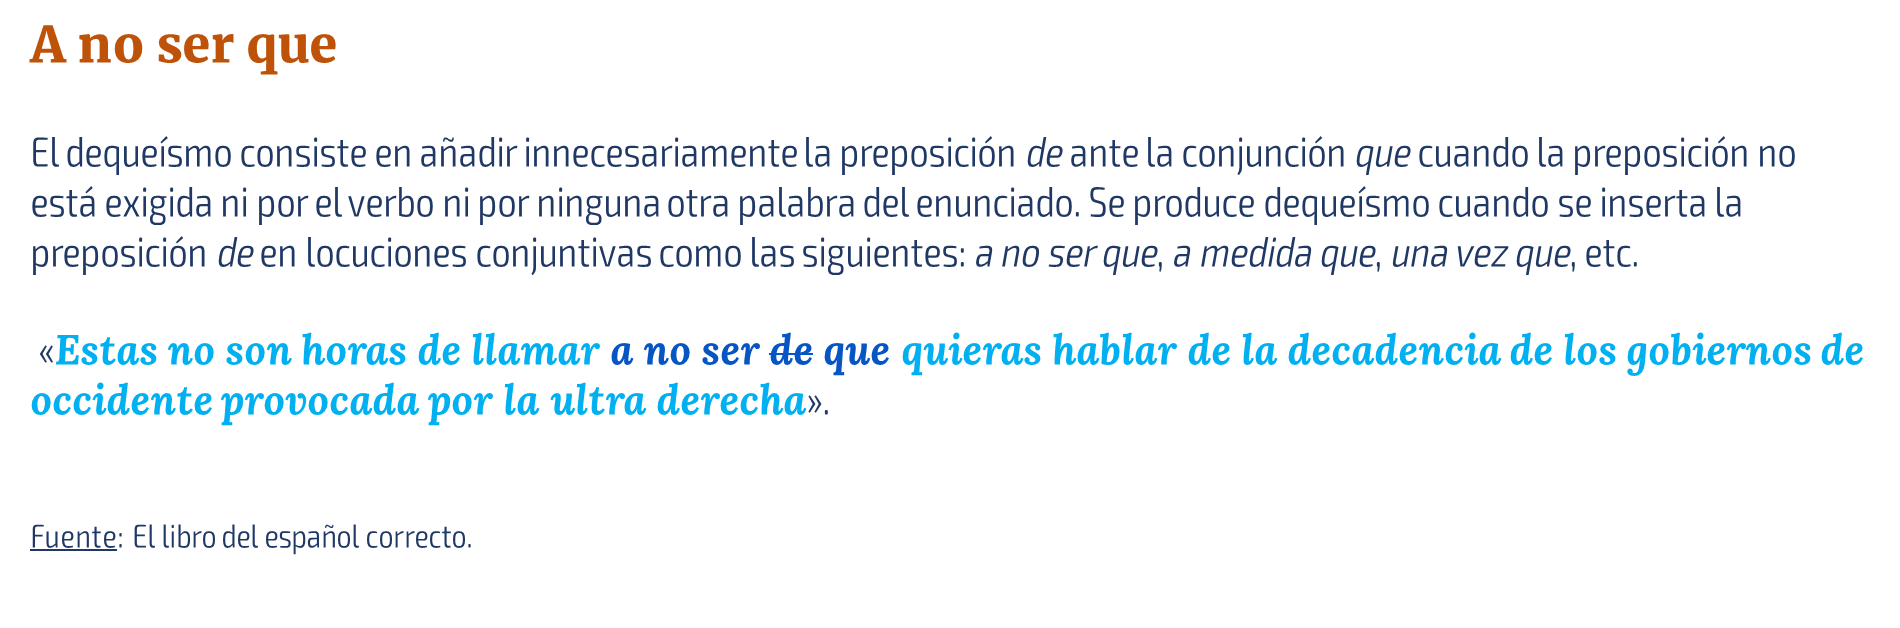 A no ser que
El dequeísmo consiste en añadir innecesariamente la preposición de ante la conjunción que cuando la preposición no
está exigida ni por el verbo ni por ninguna otra palabra del enunciado. Se produce dequeísmo cuando se inserta la
preposición de en locuciones conjuntivas como las siguientes: a no ser que, a medida que, una vez que, etc.
«Estas no son horas de llamar a no ser de que quieras hablar de la decadencia de los gobiernos de
occidente provocada por la ultra derecha».
Fuente: El libro del español correcto.